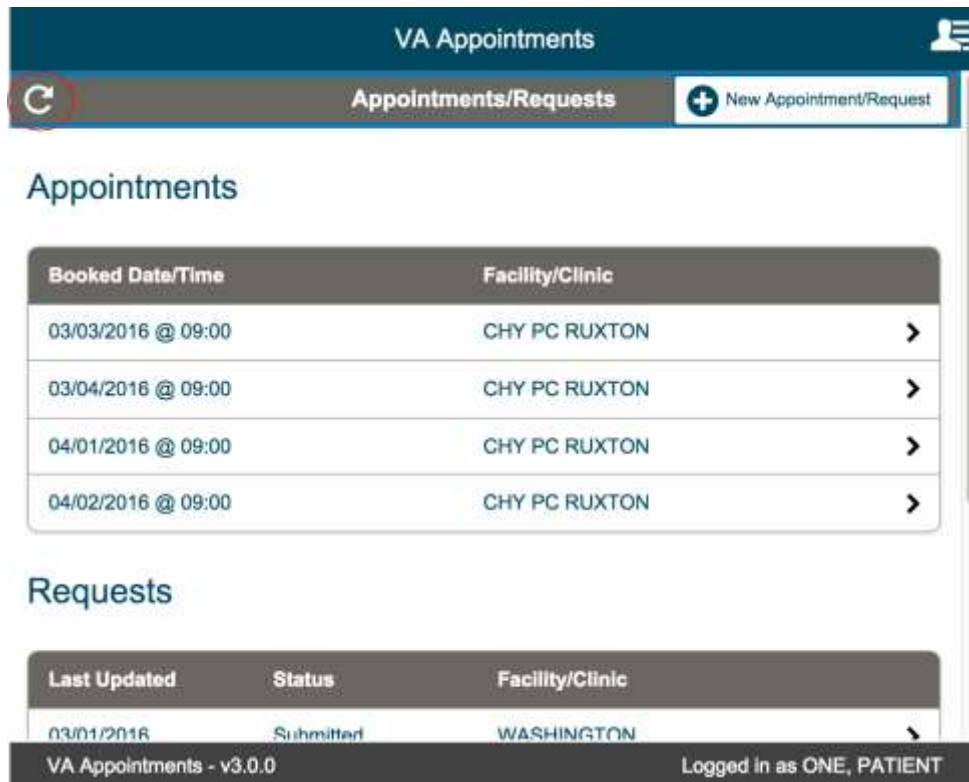 VA Appointments
Appointments/Requests New Appointment/Request
Appointments
Booked Date/Time Facility/Clinic
03/03/2016 @ 09:00 CHY PC RUXTON
03/04/2016 @ 09:00 CHY PC RUXTON
04/01/2016 @ 09:00 CHY PC RUXTON
04/02/2016 @ 09:00 CHY PC RUXTON
Requests
Last Updated Status Facility/Clinic
03/01/2016 Submitted WASHINGTON
VA Appointments - v3.0.0 Logged in as ONE, PATIENT